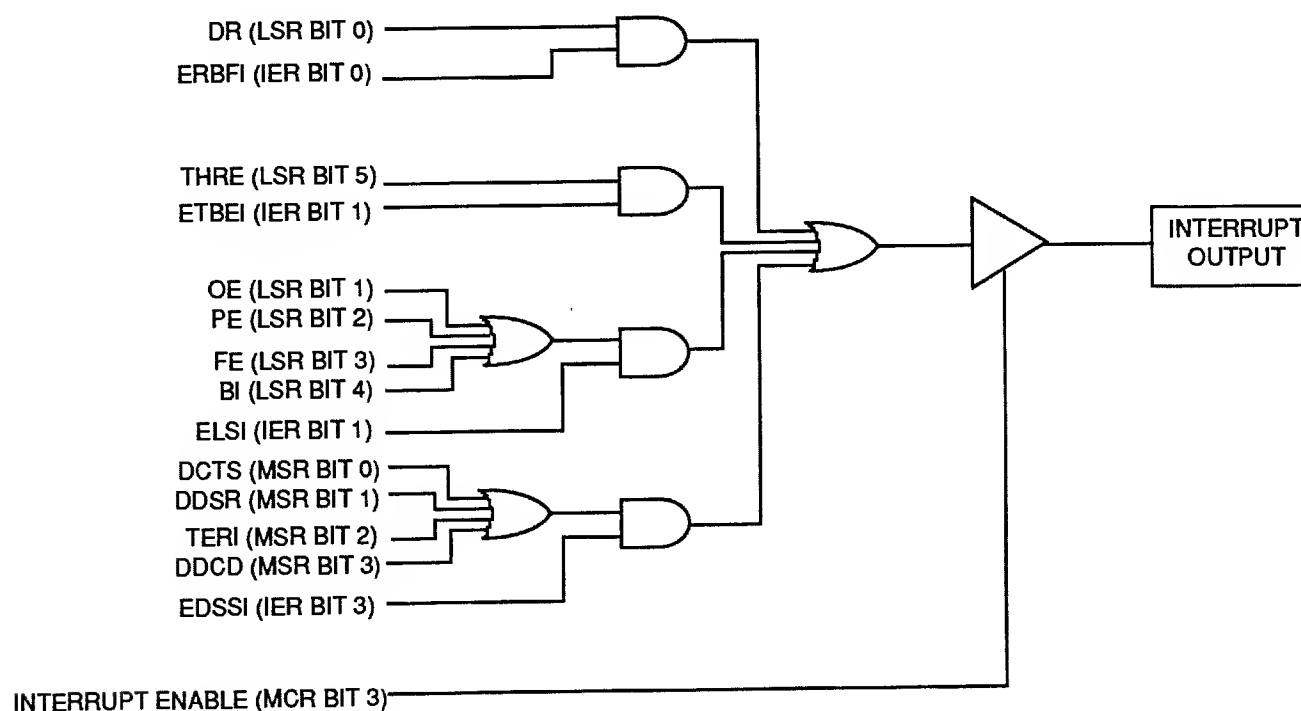 DR (LSR BIT 0)
ERBFI (IER BIT 0)
THRE (LSR BIT 5)
ETBEI (IER BIT 1)
OE (LSR BIT 1)
PE (LSR BIT 2)
FE (LSR BIT 3)
BI (LSR BIT 4)
ELSI (IER BIT 1)
DCTS (MSR BIT 0)
DDSR (MSR BIT 1)
TERI (MSR BIT 2)
DDCD (MSR BIT 3)
EDSSI (IER BIT 3)
INTERRUPT ENABLE (MCR BIT 3)
INTERRUPT
OUTPUT